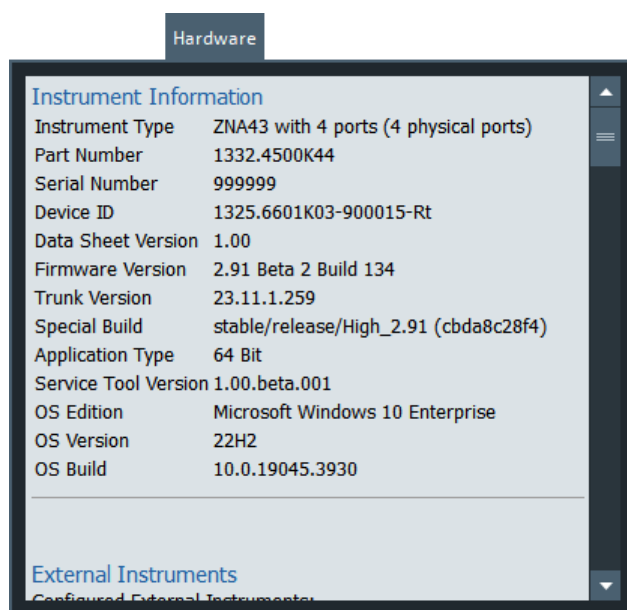 Hardware
Instrument Information
Instrument Type ZNA43 with 4 ports (4 physical ports)
Part Number 1332.4500K44
Serial Number 999999
Device ID 1325.6601K03-900015-Rt
Data Sheet Version 1.00
Firmware Version 2.91 Beta 2 Build 134
Trunk Version 23.11.1.259
Special Build stable/release/High_2.91 (cbda8c28f4)
Application Type 64 Bit
Service Tool Version 1.00.beta.001
OS Edition Microsoft Windows 10 Enterprise
OS Version 22H2
OS Build 10.0.19045.3930
External Instruments
Configured External Instruments: